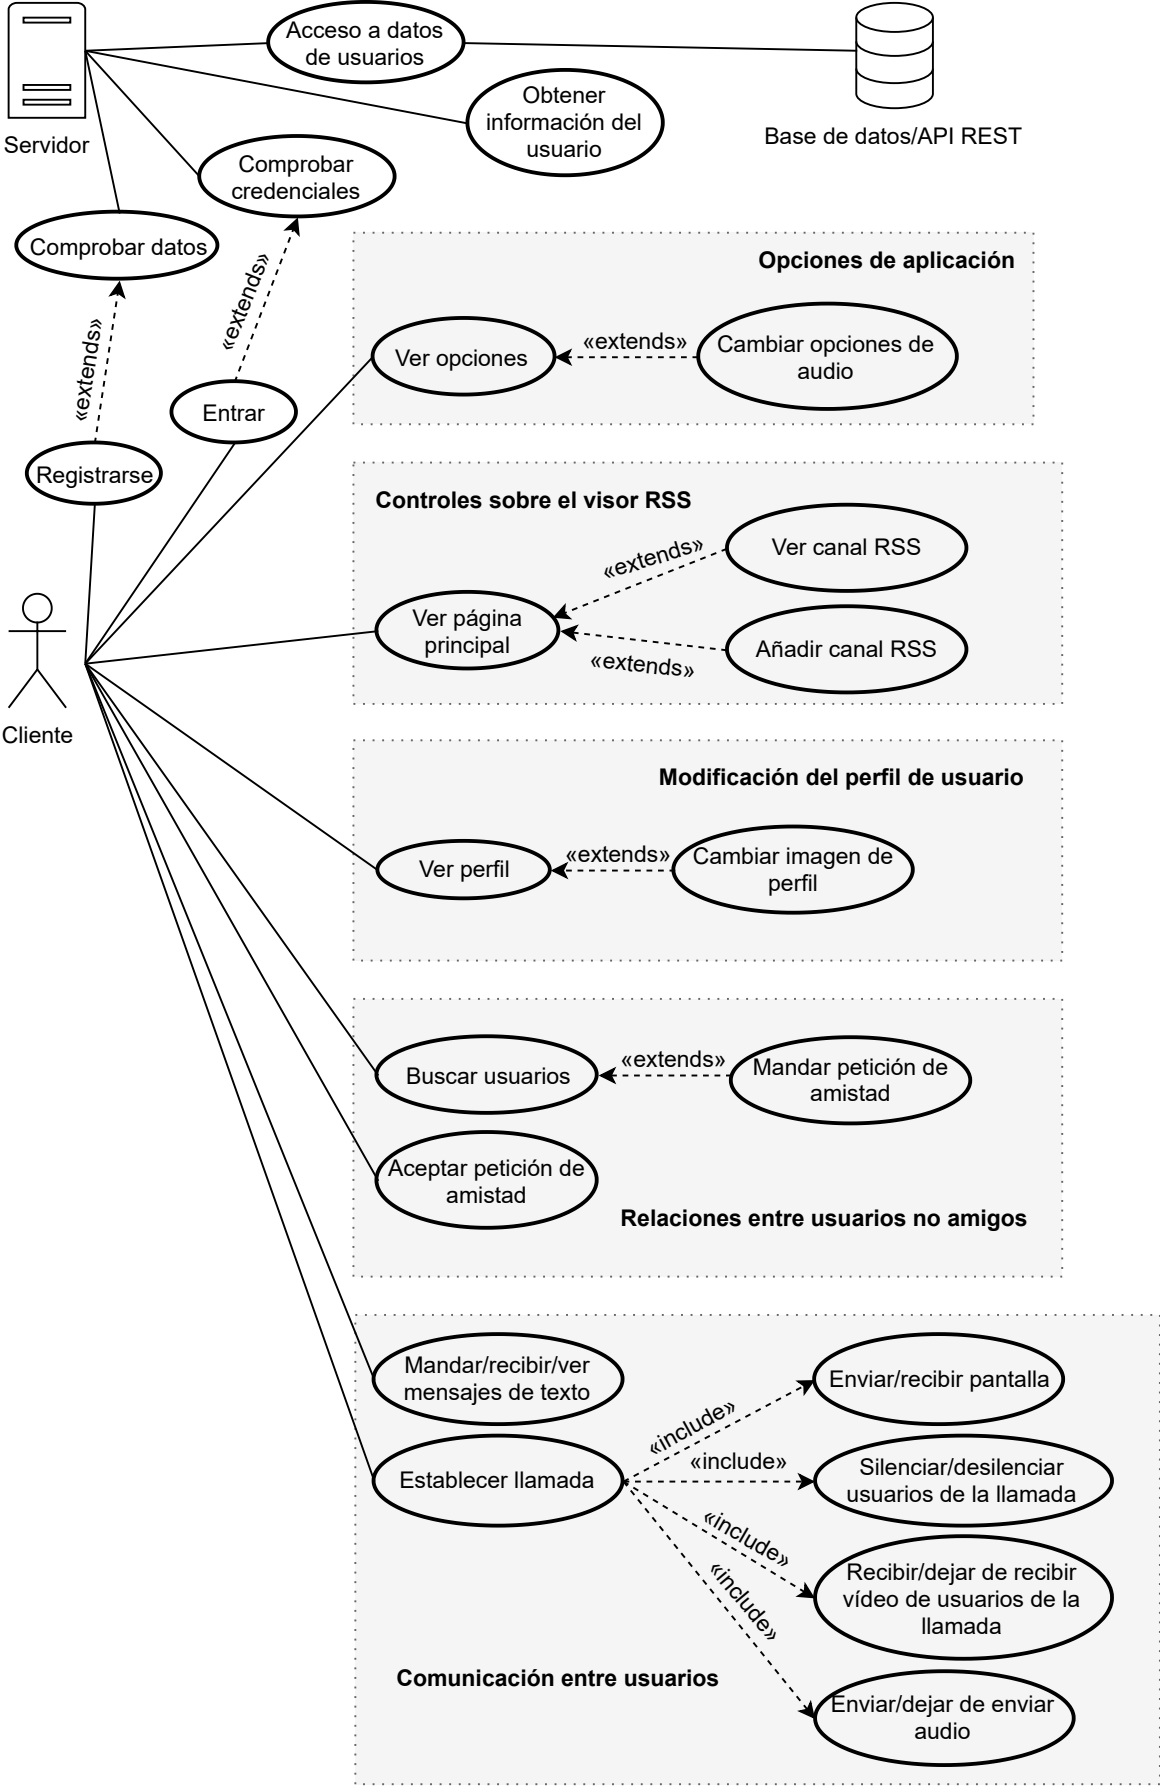 Acceso a datos
de usuarios
Obtener
información del
usuario
Base de datos/API REST
Servidor
Comprobar
credenciales
Comprobar datos
«extends»
«extends»
Entrar
Registrarse
Cliente
Opciones de aplicación
Ver opciones
«extends»
Cambiar opciones de
audio
Controles sobre el visor RSS
Ver página
principal
«extends»
Ver canal RSS
«extends»
Añadir canal RSS
Modificación del perfil de usuario
Ver perfil
«extends»
Cambiar imagen de
perfil
Buscar usuarios
«extends»
Mandar petición de
amistad
Aceptar petición de
amistad
Relaciones entre usuarios no amigos
Mandar/recibir/ver
mensajes de texto
Establecer llamada
«include»
Enviar/recibir pantalla
«include»
Silenciar/desilenciar
usuarios de la llamada
«include»
Recibir/dejar de recibir
vídeo de usuarios de la
llamada
«include»
Enviar/dejar de enviar
audio
Comunicación entre usuarios